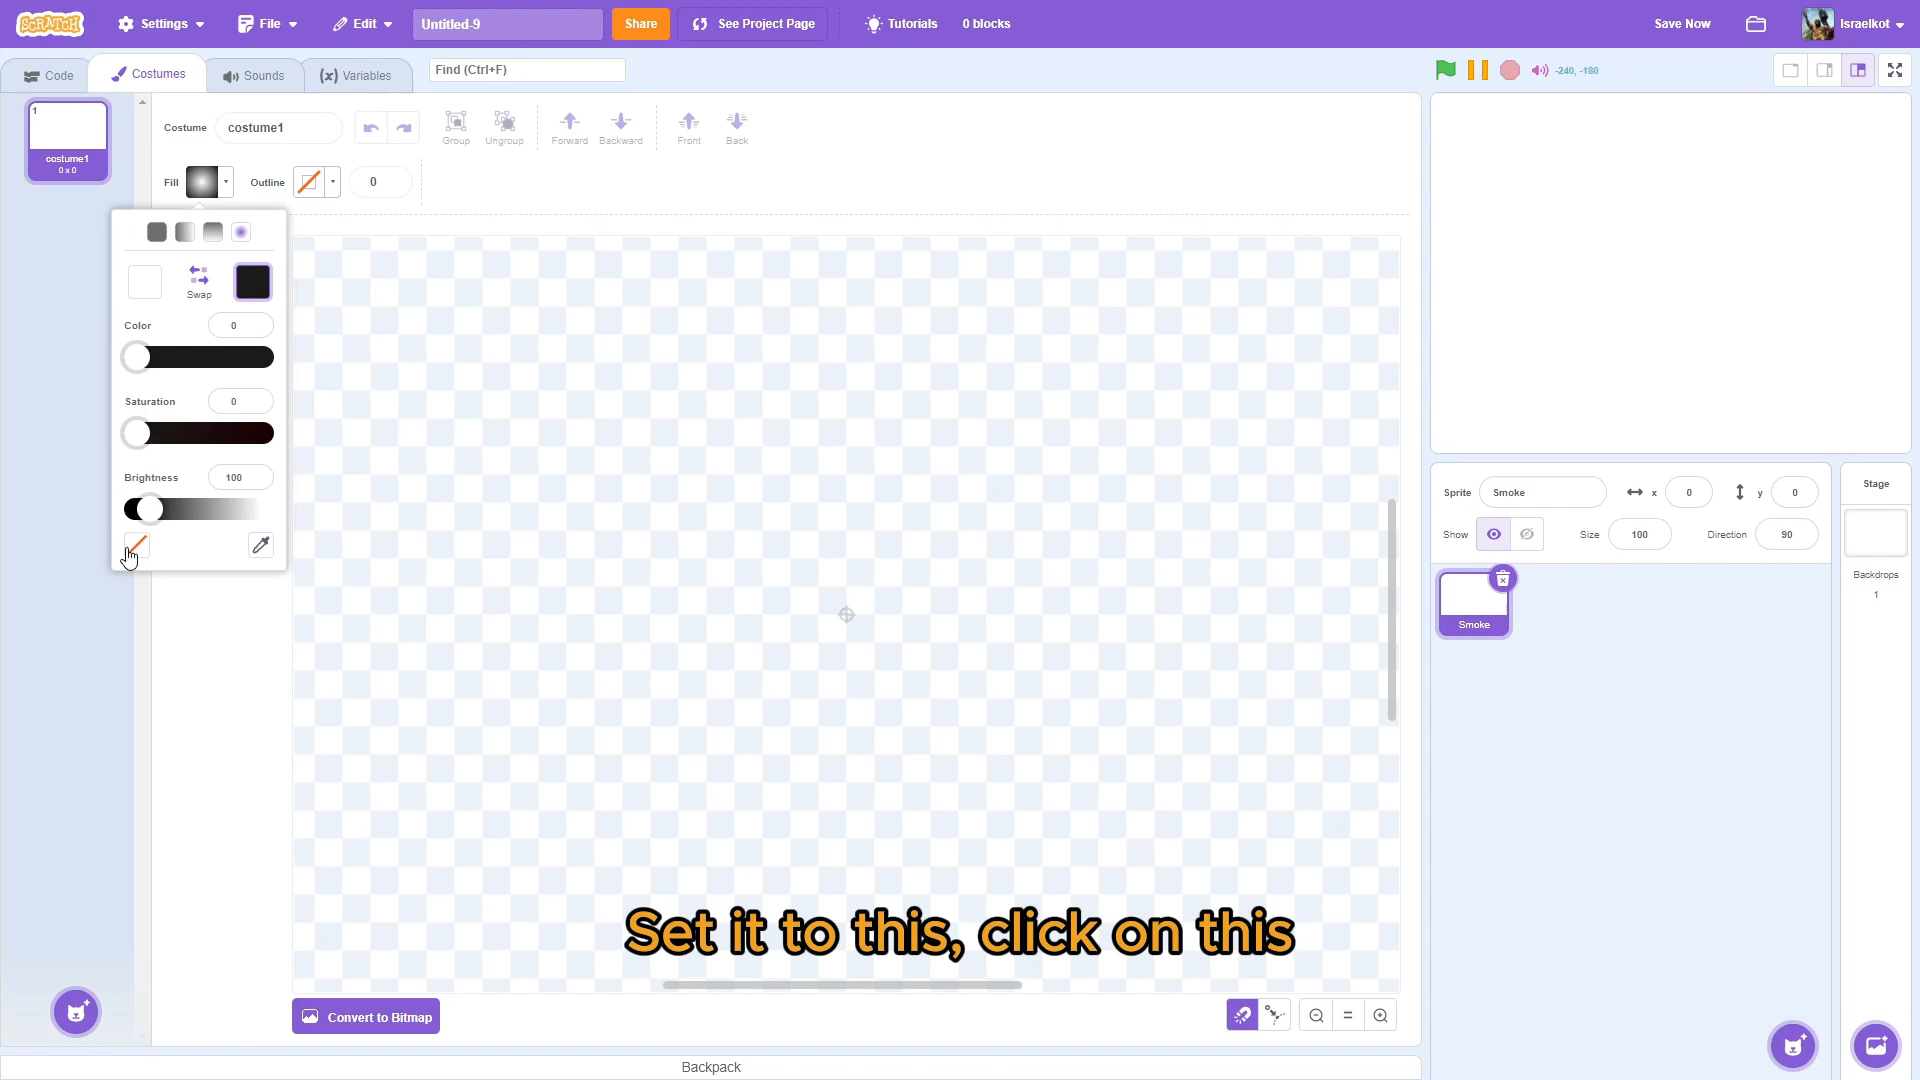 SCRATCH Settings File Edit Untitled-9 Share See Project Page Tutorials 0 blocks Save Now Israelkot
Code Costumes Sounds (x) Variables Find (Ctrl+F) -240, -180
1
costume1
0 x 0
Costume costume1 Group Ungroup Forward Backward Front Back
Fill Outline 0
Swap
Color 0
Saturation 0
Brightness 100
Sprite Smoke x 0 y 0
Show Size 100 Direction 90
Smoke
Stage
Backdrops
1
Set it to this, click on this
Convert to Bitmap
Backpack